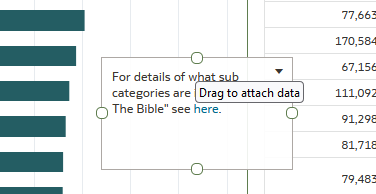 77,663
170,584
For details of what sub
67,156
categories are
Drag to attach data
111,092
The Bible" see here.
91,298
81,718
79,483